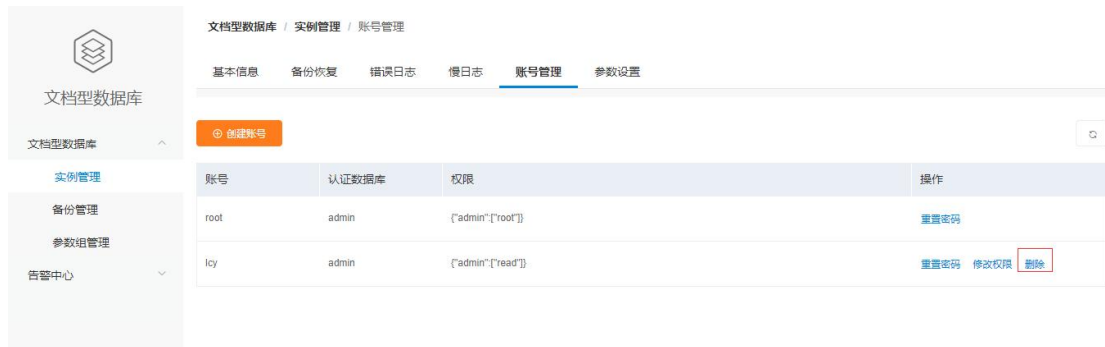 文档型数据库 / 实例管理 / 账号管理
基本信息 备份恢复 错误日志 慢日志 账号管理 参数设置
文档型数据库
文档型数据库
实例管理
备份管理
参数组管理
告警中心
创建账号
账号 认证数据库 权限 操作
root admin {"admin":["root"]} 重置密码
lcy admin {"admin":["read"]} 重置密码 修改权限 删除